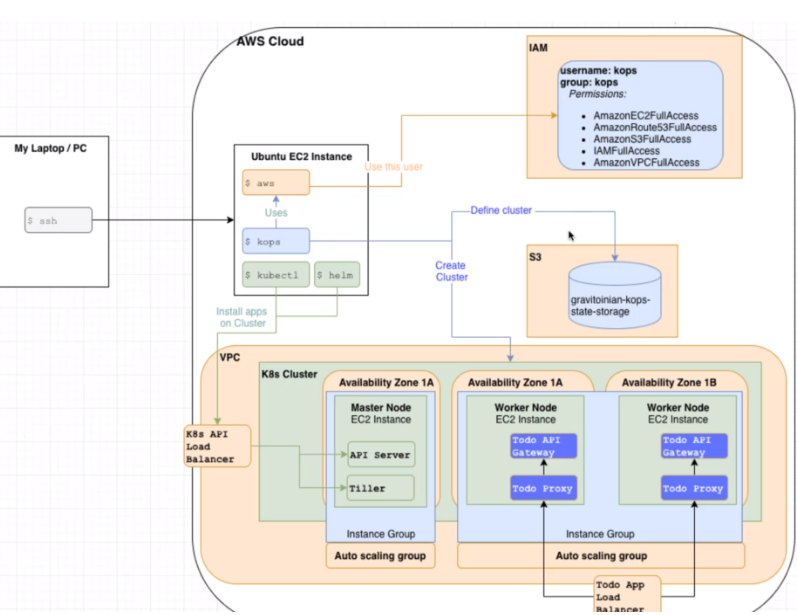 AWS Cloud
IAM
username: kops
group: kops
Permissions:
• AmazonEC2FullAccess
• AmazonRoute53FullAccess
• AmazonS3FullAccess
• IAMFullAccess
• AmazonVPCFullAccess
My Laptop / PC
$ ssh
Ubuntu EC2 Instance
$ aws
Use this user
Uses
$ kops
$ kubectl
$ helm
Define cluster
Create
Cluster
S3
gravitoinian-kops-
state-storage
Install apps
on Cluster
VPC
K8s Cluster
Availability Zone 1A
Availability Zone 1A
Availability Zone 1B
Master Node
EC2 Instance
Worker Node
EC2 Instance
Worker Node
EC2 Instance
K8s API
Load
Balancer
API Server
Tiller
Todo API
Gateway
Todo Proxy
Todo API
Gateway
Todo Proxy
Instance Group
Instance Group
Auto scaling group
Auto scaling group
Todo App
Load
Balancer